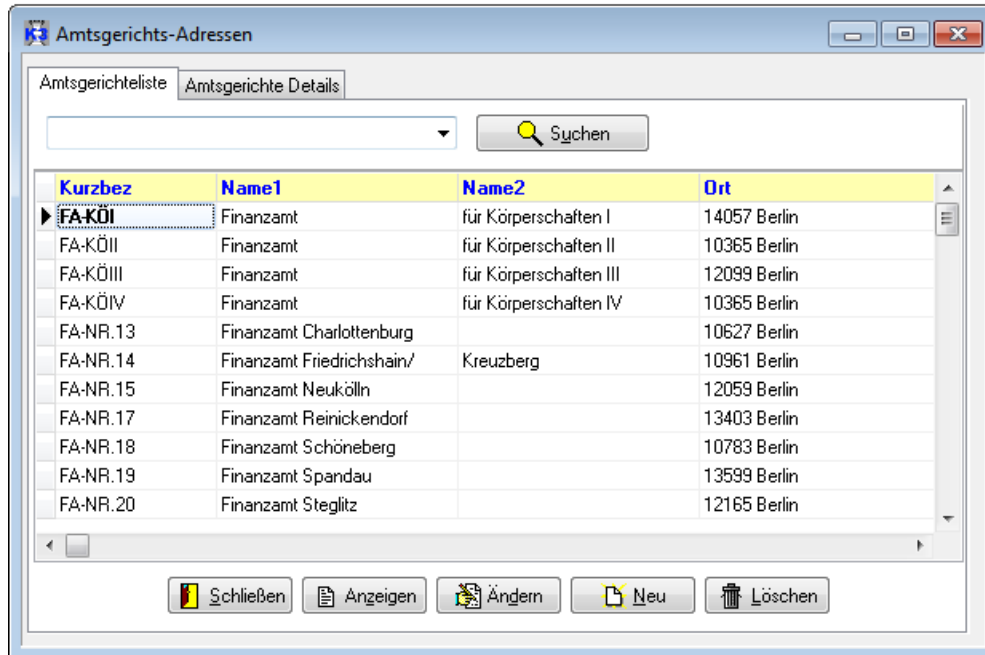 K3 Amtsgerichts-Adressen
Amtsgerichteliste Amtsgerichte Details
Suchen
Kurzbez Name1 Name2 Ort
FA-KÖI Finanzamt für Körperschaften I 14057 Berlin
FA-KÖII Finanzamt für Körperschaften II 10365 Berlin
FA-KÖIII Finanzamt für Körperschaften III 12099 Berlin
FA-KÖIV Finanzamt für Körperschaften IV 10365 Berlin
FA-NR.13 Finanzamt Charlottenburg 10627 Berlin
FA-NR.14 Finanzamt Friedrichshain/ Kreuzberg 10961 Berlin
FA-NR.15 Finanzamt Neukölln 12059 Berlin
FA-NR.17 Finanzamt Reinickendorf 13403 Berlin
FA-NR.18 Finanzamt Schöneberg 10783 Berlin
FA-NR.19 Finanzamt Spandau 13599 Berlin
FA-NR.20 Finanzamt Steglitz 12165 Berlin
Schließen Anzeigen Ändern Neu Löschen